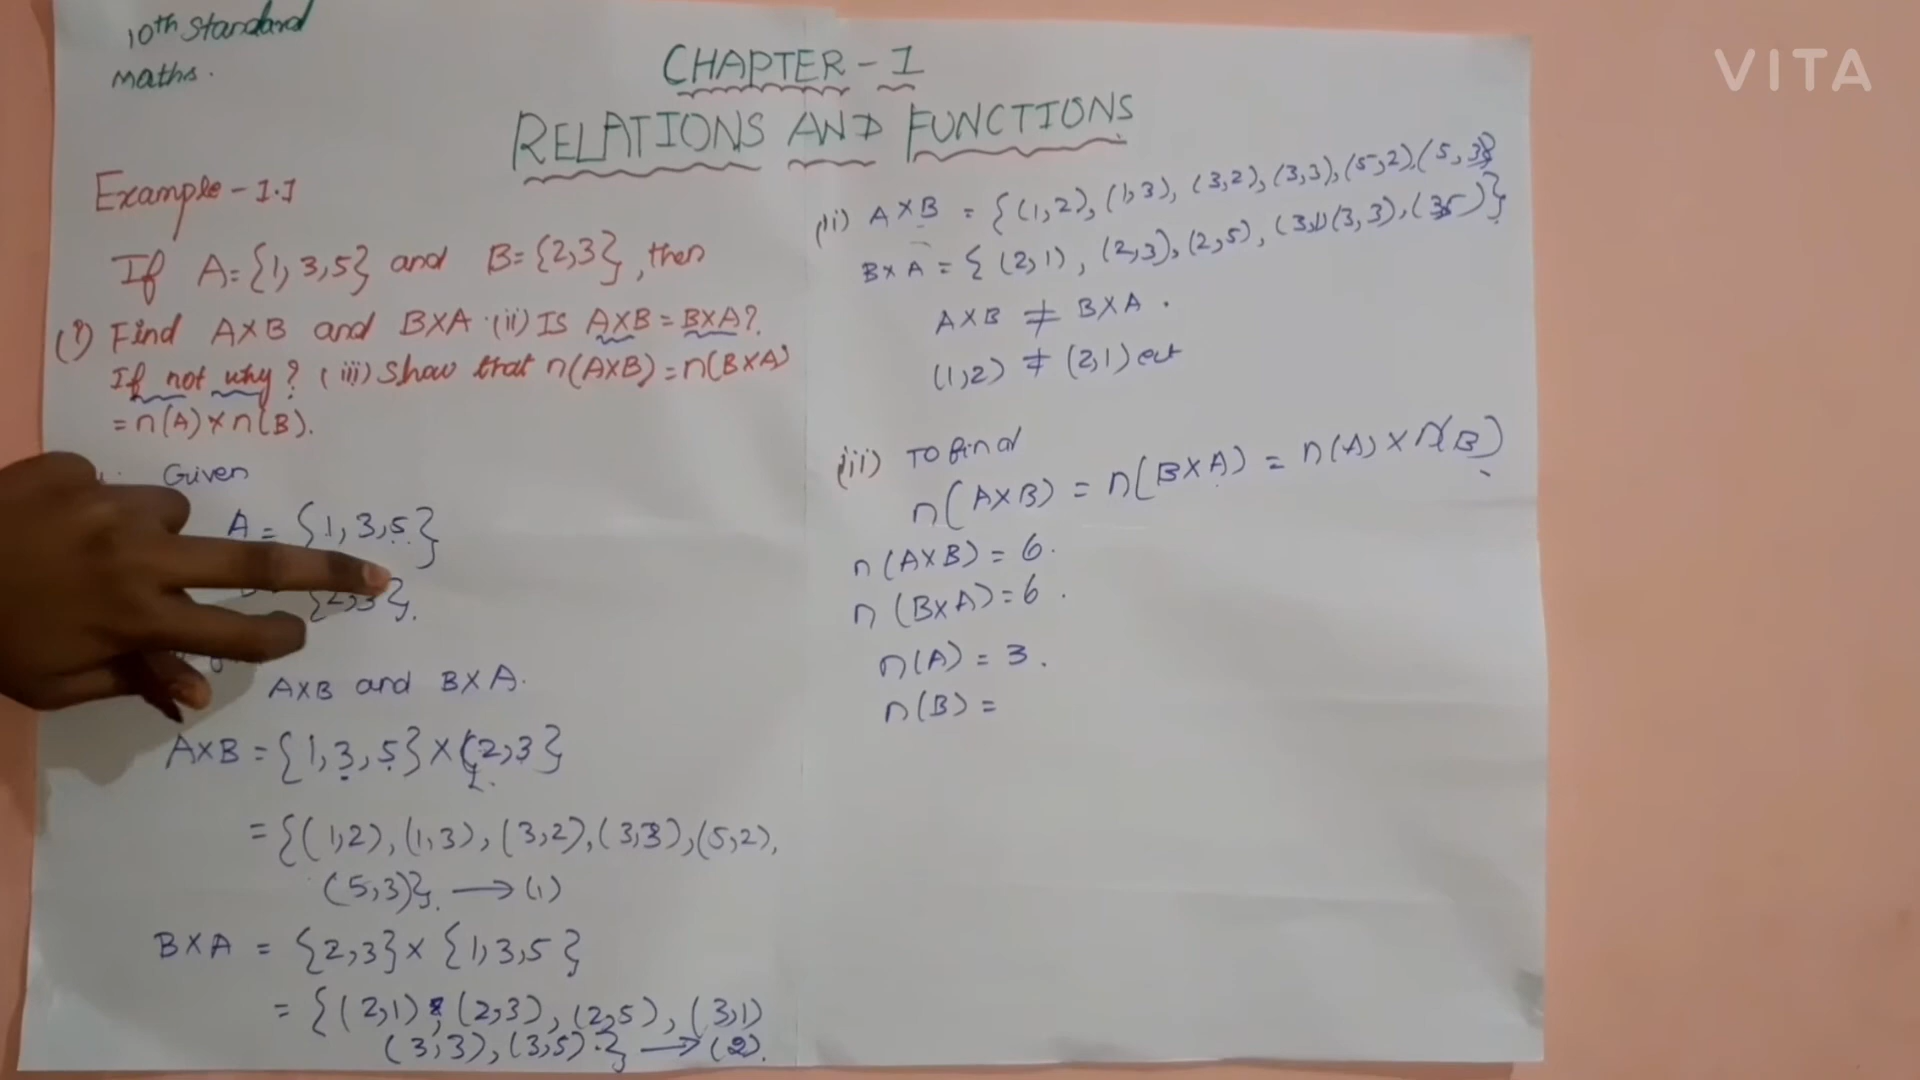 10th Standard
maths.
CHAPTER - I
RELATIONS AND FUNCTIONS
Example - 1.1
If A = {1, 3, 5} and B = {2,3}, then
(i) Find A×B and B×A (ii) Is A×B = B×A?
If not why? (iii) Show that n(A×B) = n(B×A)
= n(A) × n(B).
Given
A = {1, 3, 5}
{2,3}.
A×B and B×A.
A×B = {1, 3, 5} × {2,3}
= {(1,2), (1,3), (3,2), (3,3), (5,2),
(5,3)}. → (1)
B×A = {2,3} × {1,3,5}
= {(2,1), (2,3), (2,5), (3,1)
(3,3), (3,5)} → (2).
(ii) A×B = {(1,2), (1,3), (3,2), (3,3), (5,2), (5,3)}
B×A = {(2,1), (2,3), (2,5), (3,1) (3,3), (3,5)}
A×B ≠ B×A.
(1,2) ≠ (2,1) ect
(iii) To find
n(A×B) = n(B×A) = n(A) × n(B)
n(A×B) = 6.
n(B×A) = 6.
n(A) = 3.
n(B) =
VITA